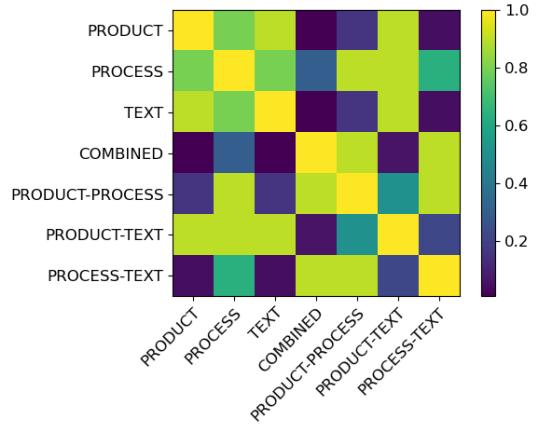 PRODUCT
PROCESS
TEXT
COMBINED
PRODUCT-PROCESS
PRODUCT-TEXT
PROCESS-TEXT
PRODUCT
PROCESS
TEXT
COMBINED
PRODUCT-PROCESS
PRODUCT-TEXT
PROCESS-TEXT
1.0
0.8
0.6
0.4
0.2